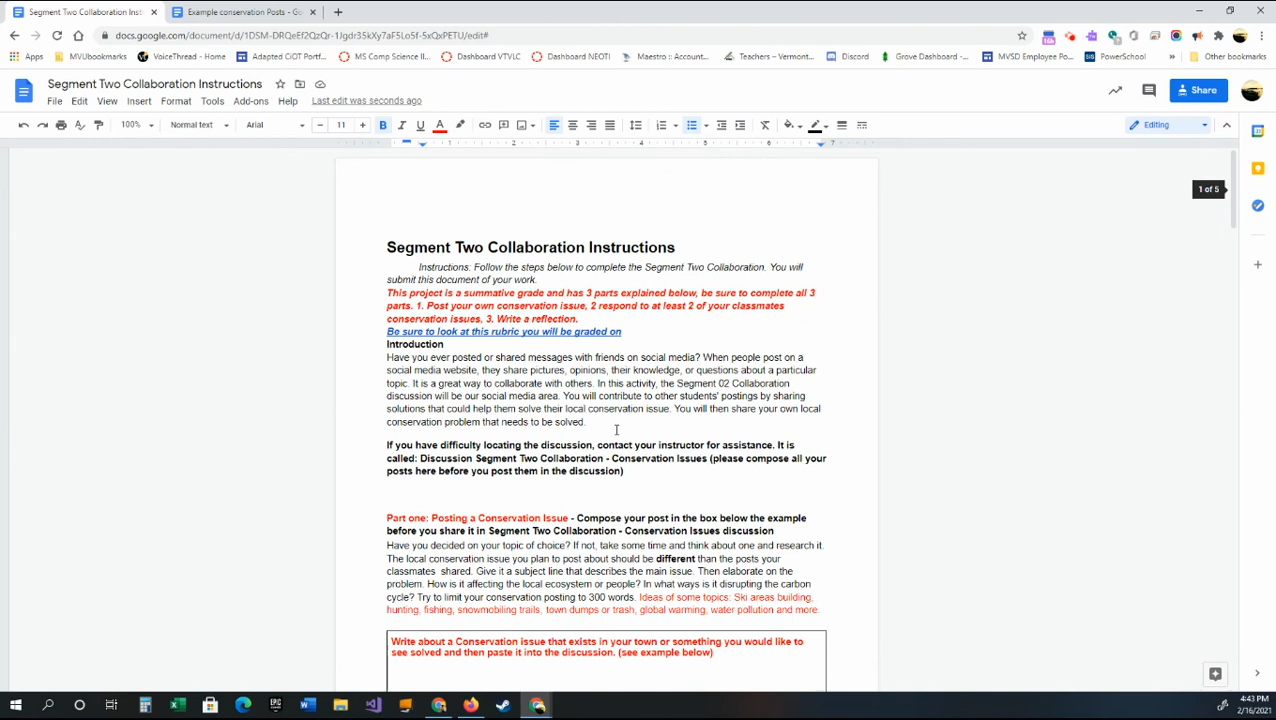 Segment Two Collaboration Instru
Example conservation Posts - Go
docs.google.com/document/d/1DSM-DRQeEf2QzQr-1Jgdr35kXy7aF5Lo5f-5xQxPETU/edit#
Apps
MVUbookmarks
VoiceThread - Home
Adapted CiOT Portf...
MS Comp Science II...
Dashboard VTVLC
Dashboard NEOTI
Maestro :: Accoun...
Teachers – Vermont...
Discord
Grove Dashboard –...
MVSD Employee Po...
PowerSchool
Other bookmarks
Segment Two Collaboration Instructions
File Edit View Insert Format Tools Add-ons Help Last edit was seconds ago
Share
100% Normal text Arial 11 B I U A Editing
1 2 3 4 5 6 7
1 of 5
Segment Two Collaboration Instructions
Instructions: Follow the steps below to complete the Segment Two Collaboration. You will
submit this document of your work.
This project is a summative grade and has 3 parts explained below, be sure to complete all 3
parts. 1. Post your own conservation issue, 2 respond to at least 2 of your classmates
conservation issues, 3. Write a reflection.
Be sure to look at this rubric you will be graded on
Introduction
Have you ever posted or shared messages with friends on social media? When people post on a
social media website, they share pictures, opinions, their knowledge, or questions about a particular
topic. It is a great way to collaborate with others. In this activity, the Segment 02 Collaboration
discussion will be our social media area. You will contribute to other students' postings by sharing
solutions that could help them solve their local conservation issue. You will then share your own local
conservation problem that needs to be solved.
If you have difficulty locating the discussion, contact your instructor for assistance. It is
called: Discussion Segment Two Collaboration - Conservation Issues (please compose all your
posts here before you post them in the discussion)
Part one: Posting a Conservation Issue - Compose your post in the box below the example
before you share it in Segment Two Collaboration - Conservation Issues discussion
Have you decided on your topic of choice? If not, take some time and think about one and research it.
The local conservation issue you plan to post about should be different than the posts your
classmates shared. Give it a subject line that describes the main issue. Then elaborate on the
problem. How is it affecting the local ecosystem or people? In what ways is it disrupting the carbon
cycle? Try to limit your conservation posting to 300 words. Ideas of some topics: Ski areas building,
hunting, fishing, snowmobiling trails, town dumps or trash, global warming, water pollution and more.
Write about a Conservation issue that exists in your town or something you would like to
see solved and then paste it into the discussion. (see example below)
4:43 PM
2/16/2021